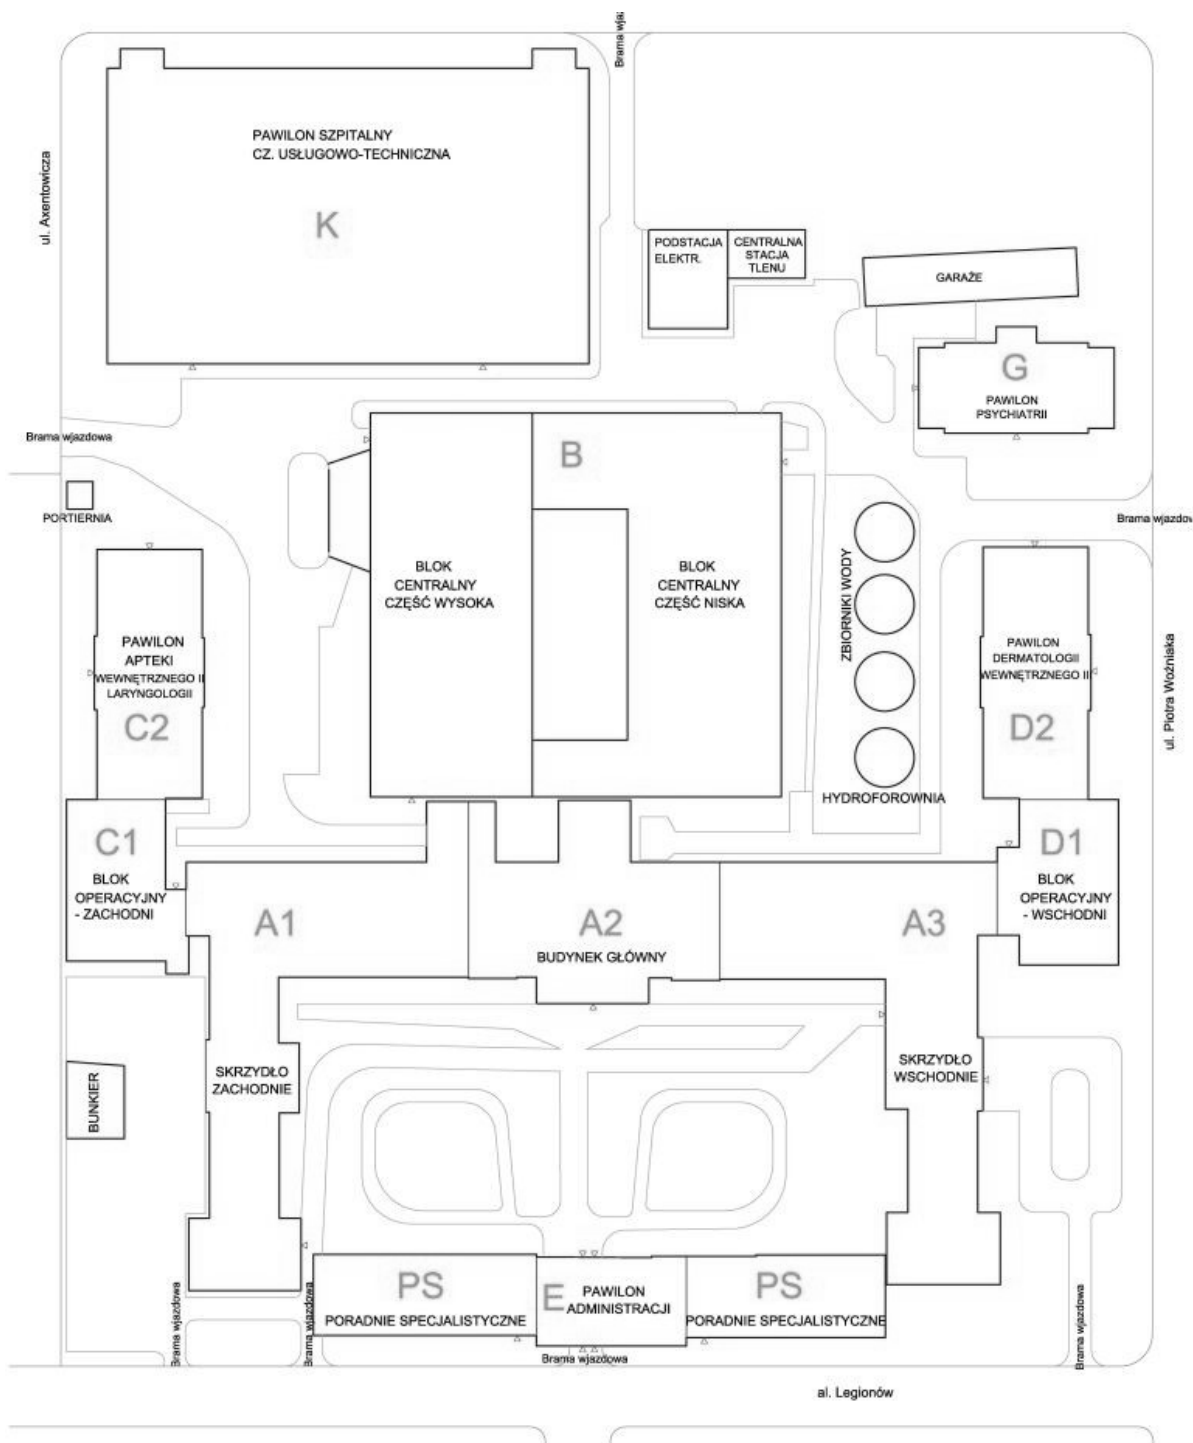 Brama wja
PAWILON SZPITALNY
CZ. USŁUGOWO-TECHNICZNA
ul. Axentowicza
K
PODSTACJA
ELEKTR.
CENTRALNA
STACJA
TLENU
GARAŻE
G
PAWILON
PSYCHIATRII
Brama wjazdowa
B
PORTIERNIA
Brama wjazdow
BLOK
CENTRALNY
CZĘŚĆ WYSOKA
BLOK
CENTRALNY
CZĘŚĆ NISKA
ZBIORNIKI WODY
PAWILON
APTEKI
WEWNĘTRZNEGO II
LARYNGOLOGII
C2
PAWILON
DERMATOLOGII
WEWNĘTRZNEGO II
D2
ul. Piotra Woźniaka
HYDROFOROWNIA
C1
BLOK
OPERACYJNY
- ZACHODNI
D1
BLOK
OPERACYJNY
- WSCHODNI
A1
A2
BUDYNEK GŁÓWNY
A3
SKRZYDŁO
ZACHODNIE
SKRZYDŁO
WSCHODNIE
BUNKIER
PS
PORADNIE SPECJALISTYCZNE
E
PAWILON
ADMINISTRACJI
PS
PORADNIE SPECJALISTYCZNE
Brama wjazdowa
Brama wjazdowa
Brama wjazdowa
Brama wjazdowa
al. Legionów